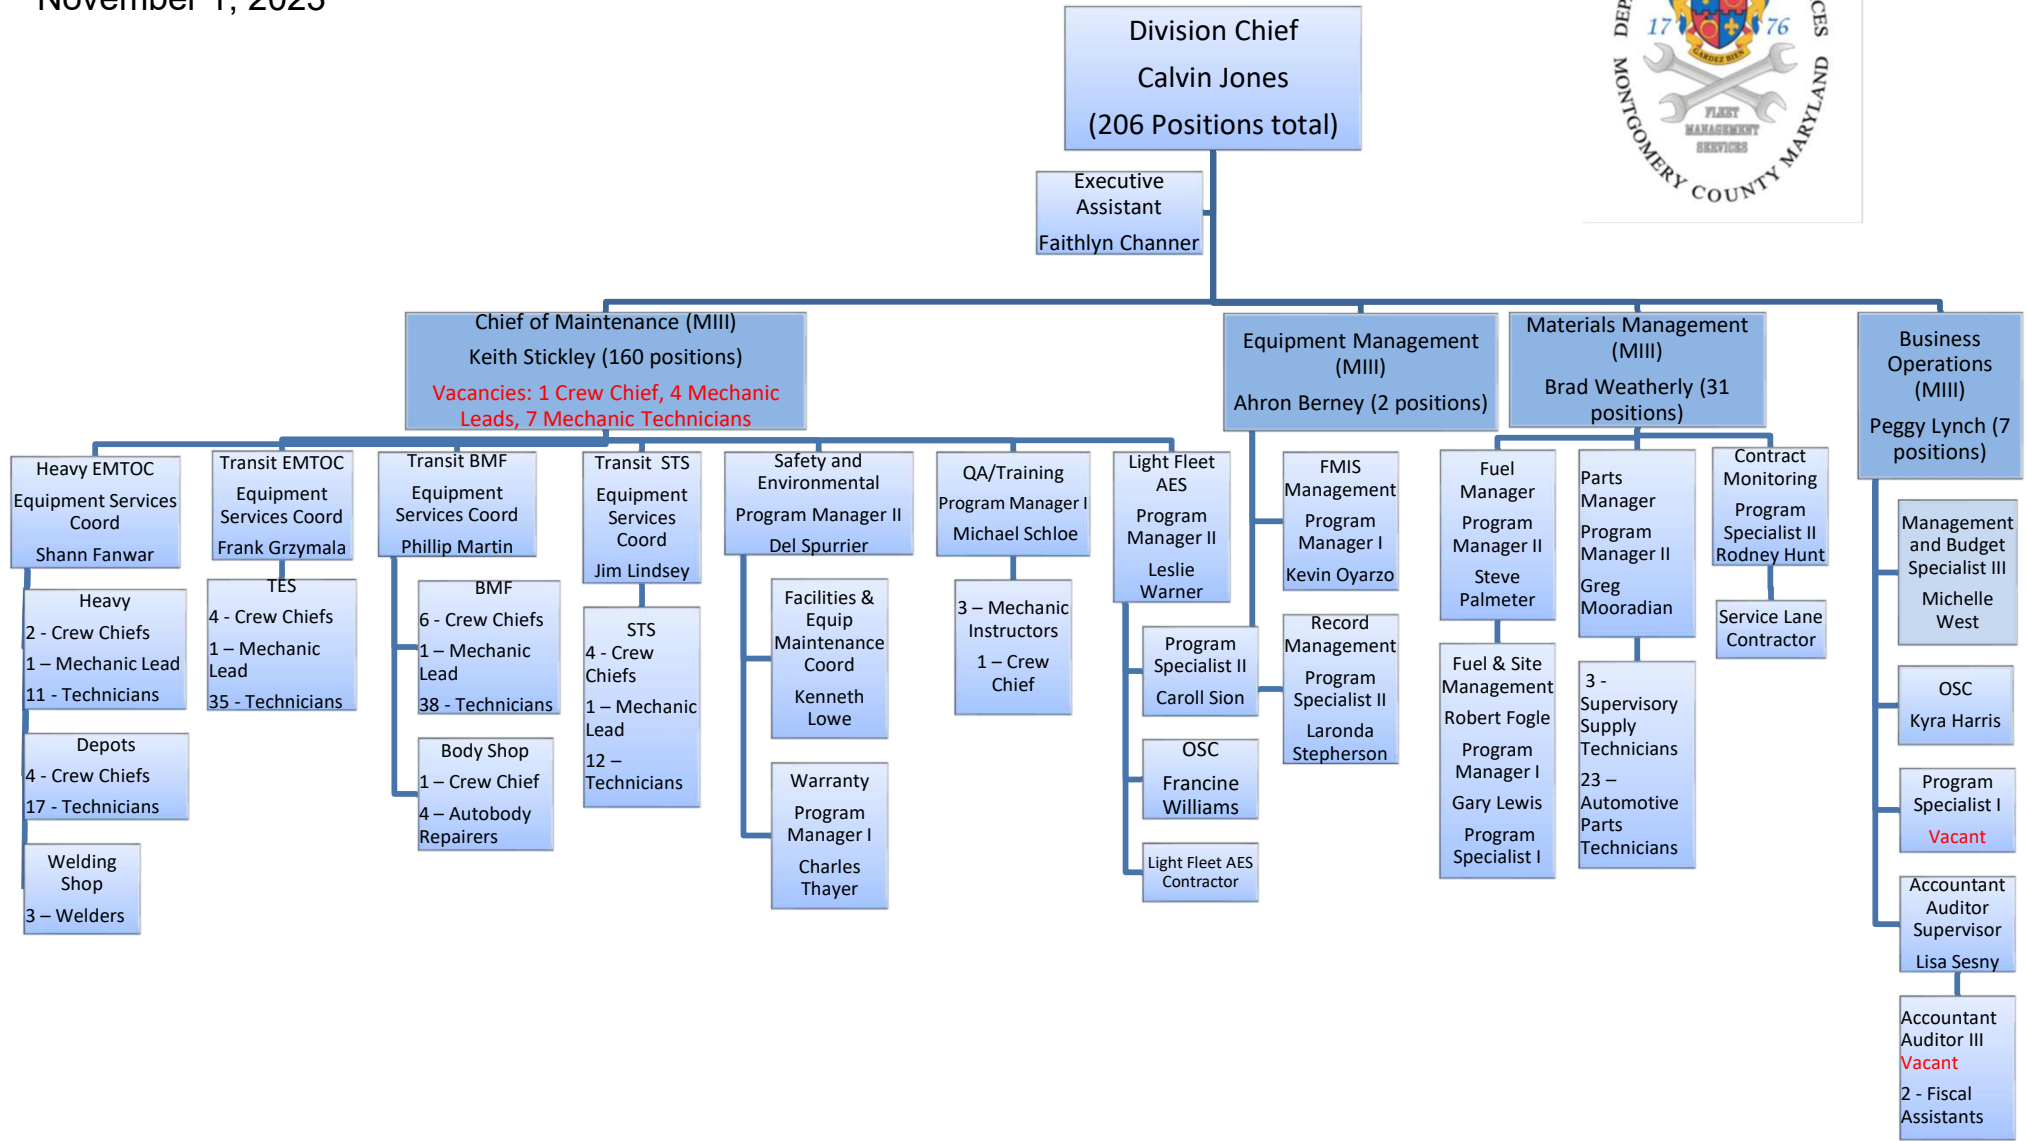 November 1, 2023
17 76
GARDEZ BIEN
FLEET
MANAGEMENT
SERVICES
MONTGOMERY COUNTY MARYLAND
Division Chief
Calvin Jones
(206 Positions total)
Executive
Assistant
Faithlyn Channer
Chief of Maintenance (MIII)
Keith Stickley (160 positions)
Vacancies: 1 Crew Chief, 4 Mechanic
Leads, 7 Mechanic Technicians
Equipment Management
(MIII)
Ahron Berney (2 positions)
Materials Management
(MIII)
Brad Weatherly (31
positions)
Business
Operations
(MIII)
Peggy Lynch (7
positions)
Heavy EMTOC
Equipment Services
Coord
Shann Fanwar
Heavy
2 - Crew Chiefs
1 – Mechanic Lead
11 - Technicians
Depots
4 - Crew Chiefs
17 - Technicians
Welding
Shop
3 – Welders
Transit EMTOC
Equipment
Services Coord
Frank Grzymala
TES
4 - Crew Chiefs
1 – Mechanic
Lead
35 - Technicians
Transit BMF
Equipment
Services Coord
Phillip Martin
BMF
6 - Crew Chiefs
1 – Mechanic
Lead
38 - Technicians
Body Shop
1 – Crew Chief
4 – Autobody
Repairers
Transit STS
Equipment
Services
Coord
Jim Lindsey
STS
4 - Crew
Chiefs
1 – Mechanic
Lead
12 –
Technicians
Safety and
Environmental
Program Manager II
Del Spurrier
Facilities &
Equip
Maintenance
Coord
Kenneth
Lowe
Warranty
Program
Manager I
Charles
Thayer
QA/Training
Program Manager I
Michael Schloe
3 – Mechanic
Instructors
1 – Crew
Chief
Light Fleet
AES
Program
Manager II
Leslie
Warner
Program
Specialist II
Caroll Sion
OSC
Francine
Williams
Light Fleet AES
Contractor
FMIS
Management
Program
Manager I
Kevin Oyarzo
Record
Management
Program
Specialist II
Laronda
Stepherson
Fuel
Manager
Program
Manager II
Steve
Palmeter
Fuel & Site
Management
Robert Fogle
Program
Manager I
Gary Lewis
Program
Specialist I
Parts
Manager
Program
Manager II
Greg
Mooradian
3 -
Supervisory
Supply
Technicians
23 –
Automotive
Parts
Technicians
Contract
Monitoring
Program
Specialist II
Rodney Hunt
Service Lane
Contractor
Management
and Budget
Specialist III
Michelle
West
OSC
Kyra Harris
Program
Specialist I
Vacant
Accountant
Auditor
Supervisor
Lisa Sesny
Accountant
Auditor III
Vacant
2 - Fiscal
Assistants